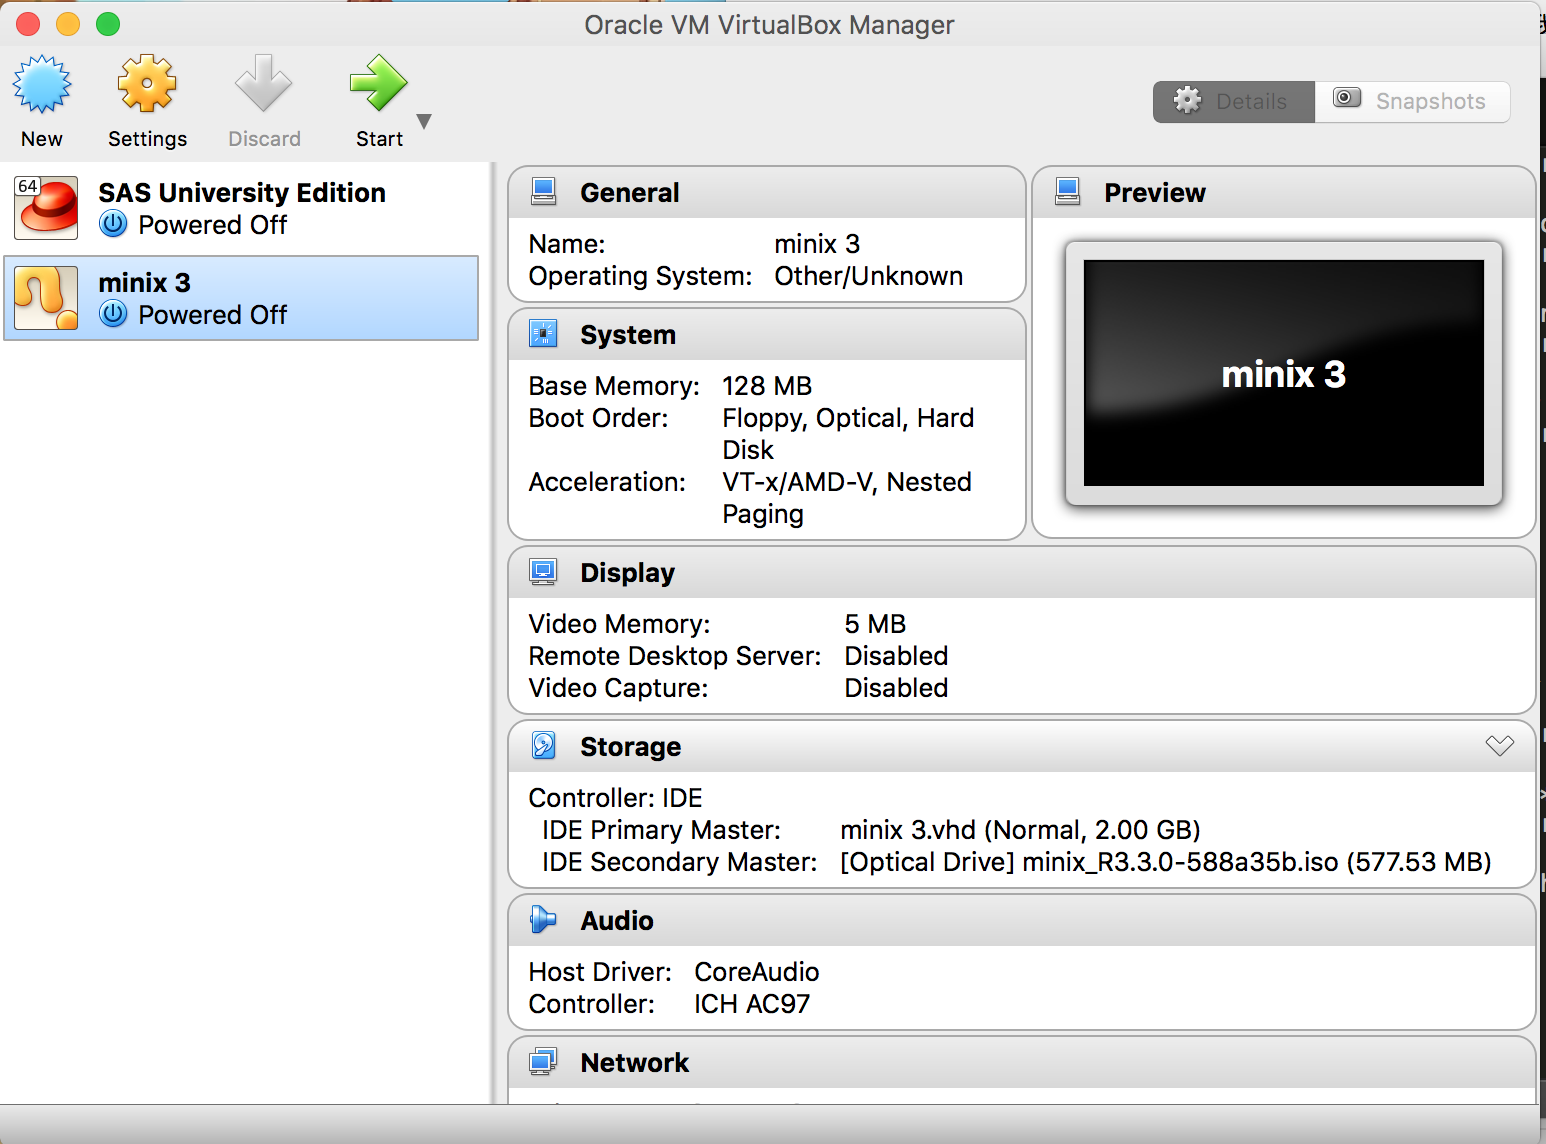 Oracle VM VirtualBox Manager
New
Settings
Discard
Start
Details
Snapshots
64
SAS University Edition
Powered Off
minix 3
Powered Off
General
Name: minix 3
Operating System: Other/Unknown
System
Base Memory: 128 MB
Boot Order: Floppy, Optical, Hard
Disk
Acceleration: VT-x/AMD-V, Nested
Paging
Preview
minix 3
Display
Video Memory: 5 MB
Remote Desktop Server: Disabled
Video Capture: Disabled
Storage
Controller: IDE
IDE Primary Master: minix 3.vhd (Normal, 2.00 GB)
IDE Secondary Master: [Optical Drive] minix_R3.3.0-588a35b.iso (577.53 MB)
Audio
Host Driver: CoreAudio
Controller: ICH AC97
Network